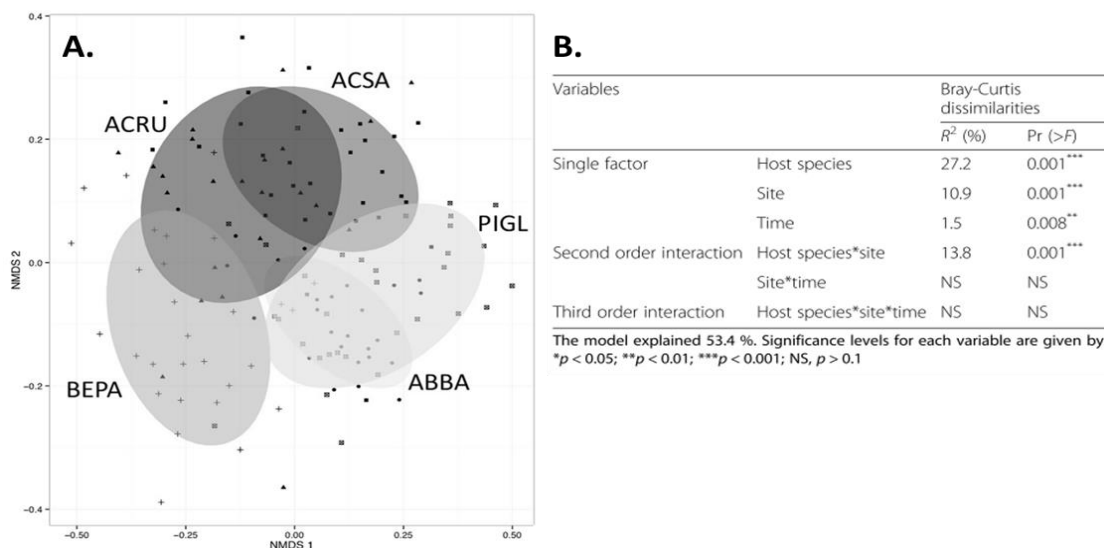 A.
ACSA
ACRU
PIGL
BEPA
ABBA
0.4
0.2
0.0
-0.2
-0.4
NMDS 2
-0.50
-0.25
0.00
0.25
0.50
NMDS 1
B.
Variables
Bray-Curtis
dissimilarities
R² (%)
Pr (>F)
Single factor Host species 27.2 0.001***
Site 10.9 0.001***
Time 1.5 0.008**
Second order interaction Host species*site 13.8 0.001***
Site*time NS NS
Third order interaction Host species*site*time NS NS
The model explained 53.4 %. Significance levels for each variable are given by
*p < 0.05; **p < 0.01; ***p < 0.001; NS, p > 0.1